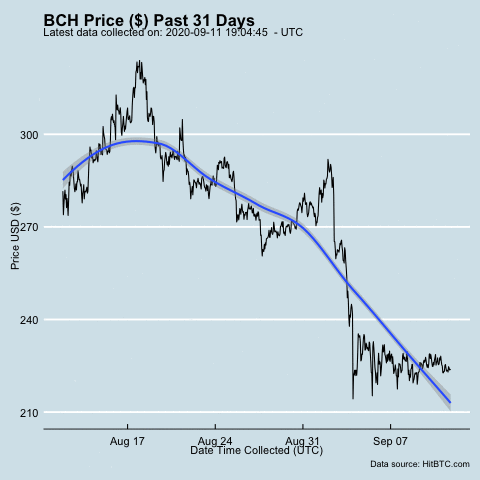 BCH Price ($) Past 31 Days
Latest data collected on: 2020-09-11 19:04:45 - UTC
300
270
240
210
Price USD ($)
Aug 17 Aug 24 Aug 31 Sep 07
Date Time Collected (UTC)
Data source: HitBTC.com